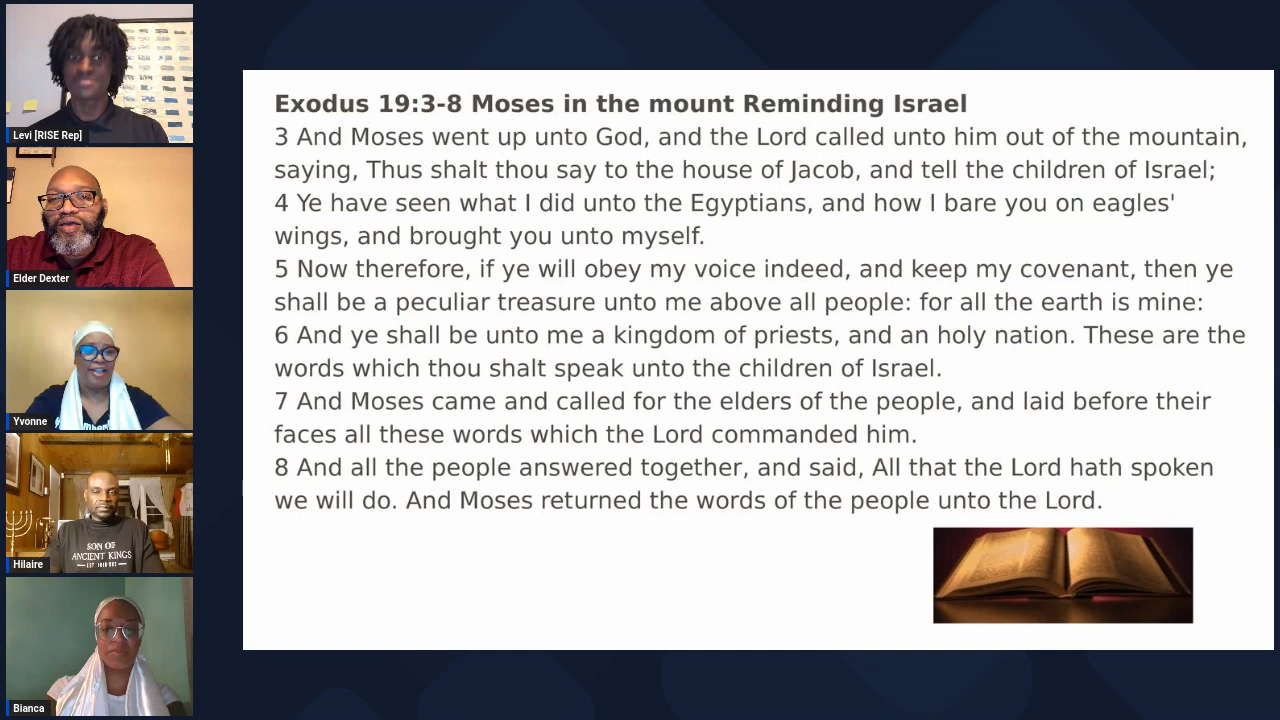 Levi [RISE Rep]
Elder Dexter
Yvonne
Hilaire
SON OF
ANCIENT KINGS
Bianca
Exodus 19:3-8 Moses in the mount Reminding Israel
3 And Moses went up unto God, and the Lord called unto him out of the mountain,
saying, Thus shalt thou say to the house of Jacob, and tell the children of Israel;
4 Ye have seen what I did unto the Egyptians, and how I bare you on eagles'
wings, and brought you unto myself.
5 Now therefore, if ye will obey my voice indeed, and keep my covenant, then ye
shall be a peculiar treasure unto me above all people: for all the earth is mine:
6 And ye shall be unto me a kingdom of priests, and an holy nation. These are the
words which thou shalt speak unto the children of Israel.
7 And Moses came and called for the elders of the people, and laid before their
faces all these words which the Lord commanded him.
8 And all the people answered together, and said, All that the Lord hath spoken
we will do. And Moses returned the words of the people unto the Lord.